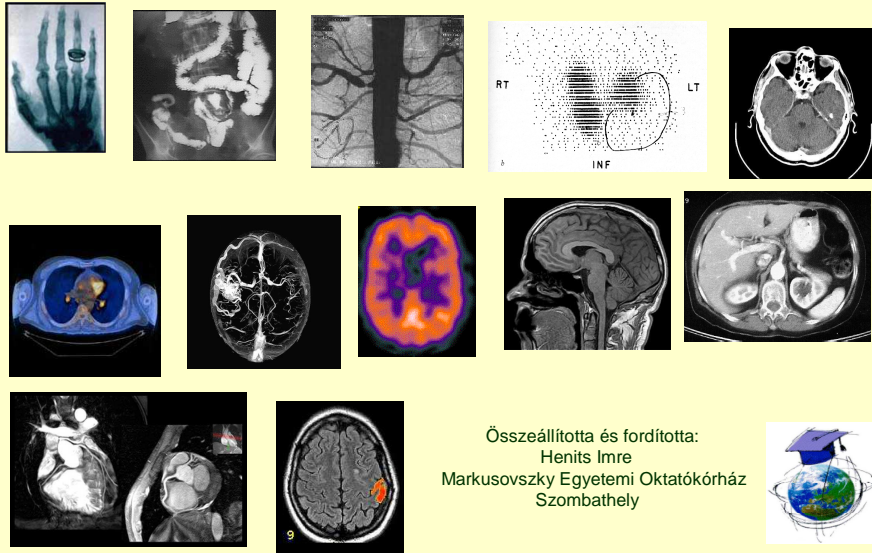 RT
LT
INF
b
9
Összeállította és fordította:
Henits Imre
Markusovszky Egyetemi Oktatókórház
Szombathely
9